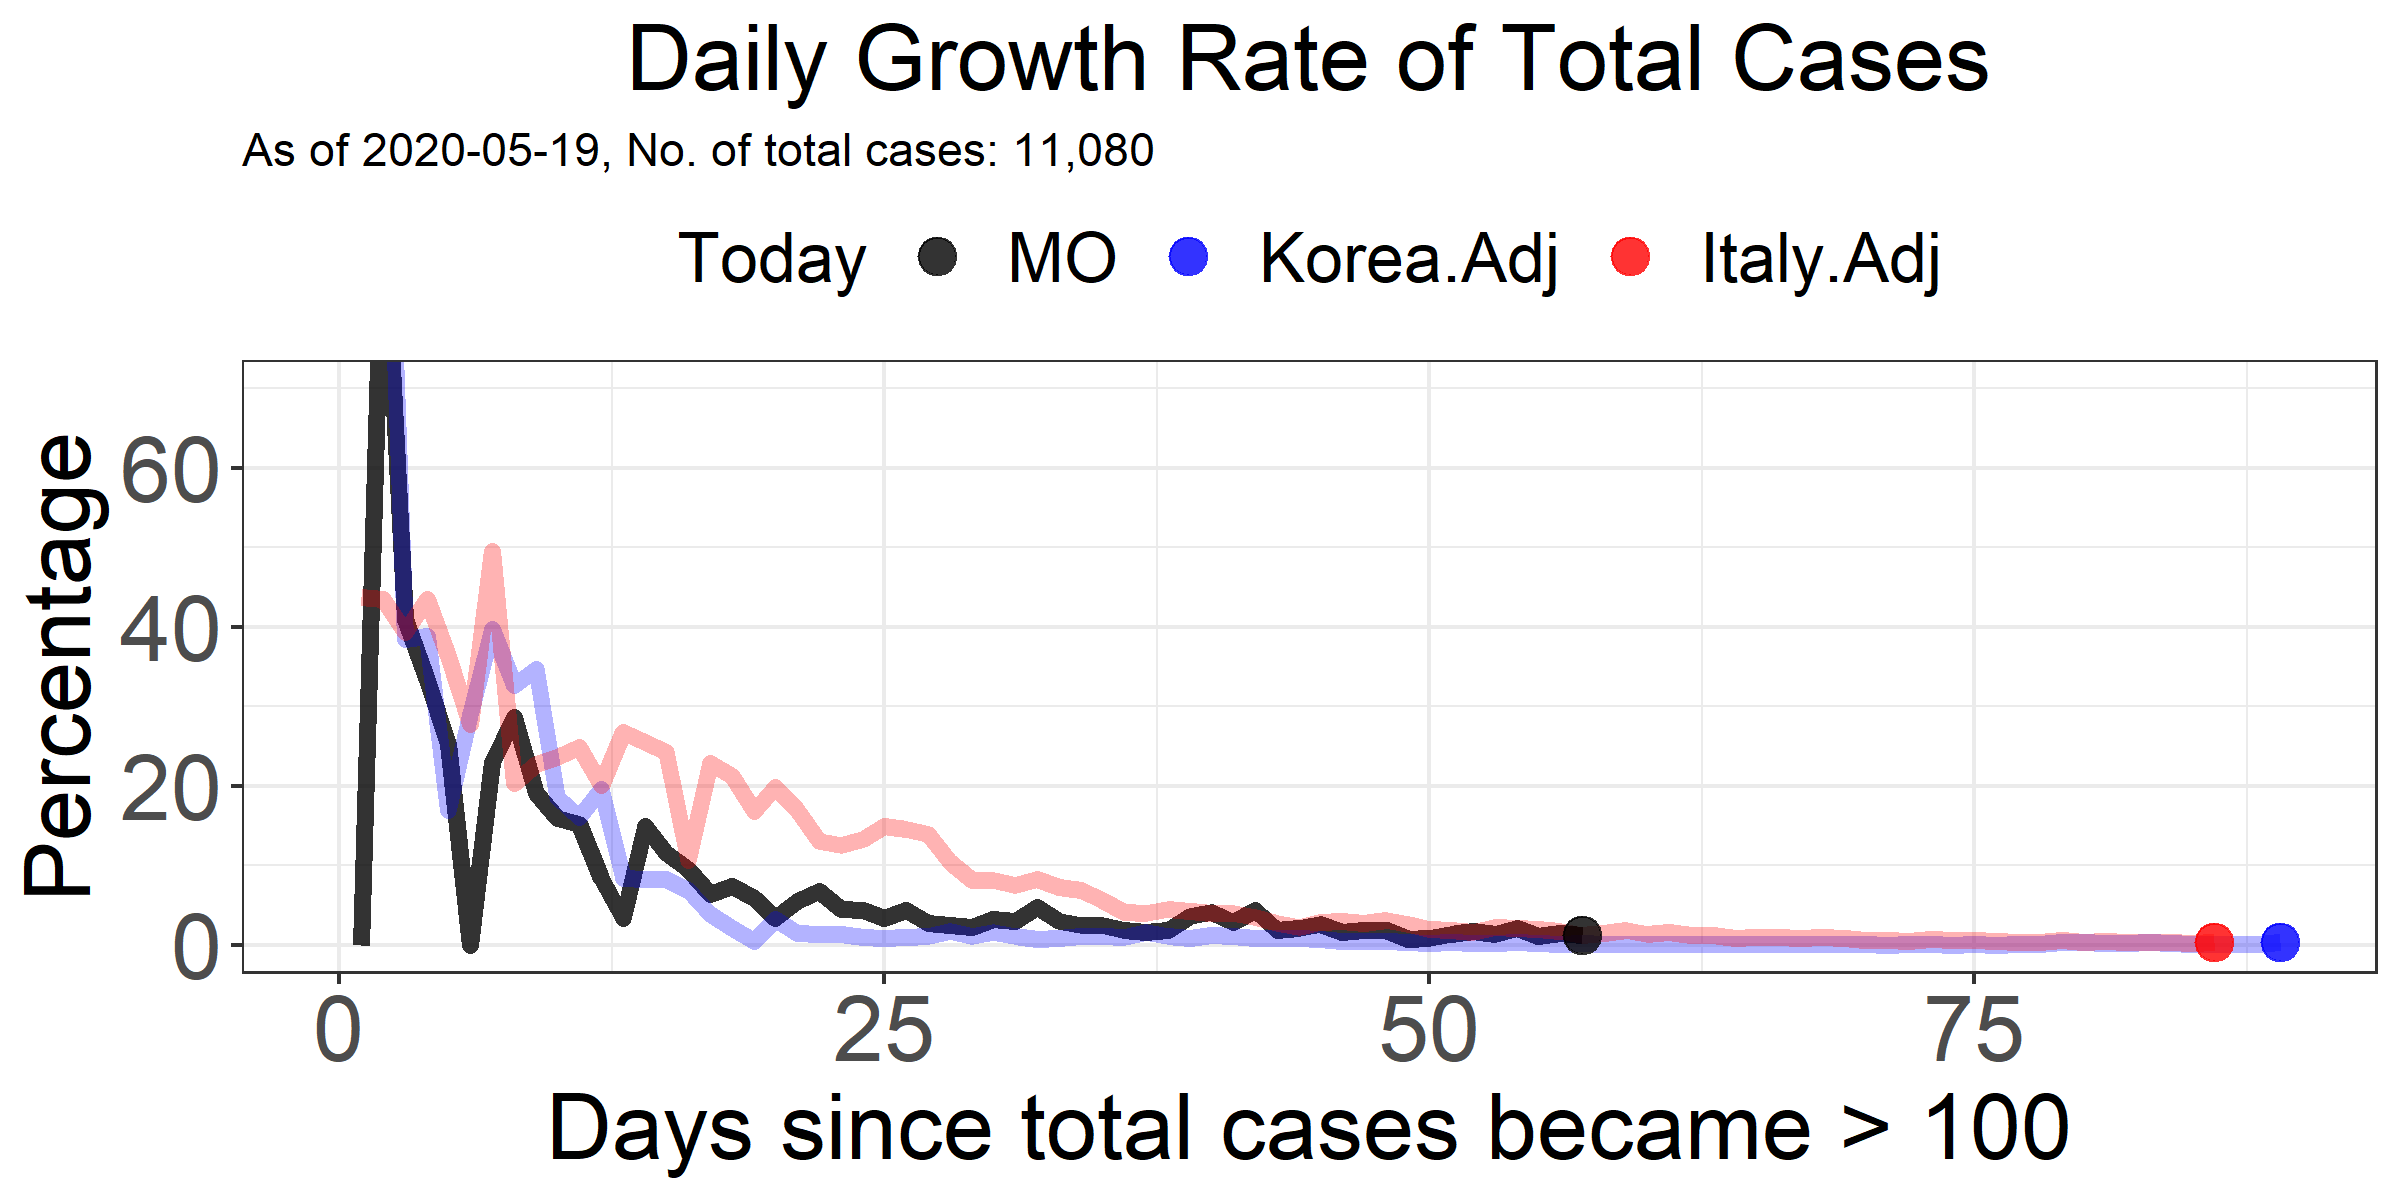 Daily Growth Rate of Total Cases
As of 2020-05-19, No. of total cases: 11,080
Today MO Korea.Adj Italy.Adj
Percentage
60
40
20
0
0 25 50 75
Days since total cases became > 100